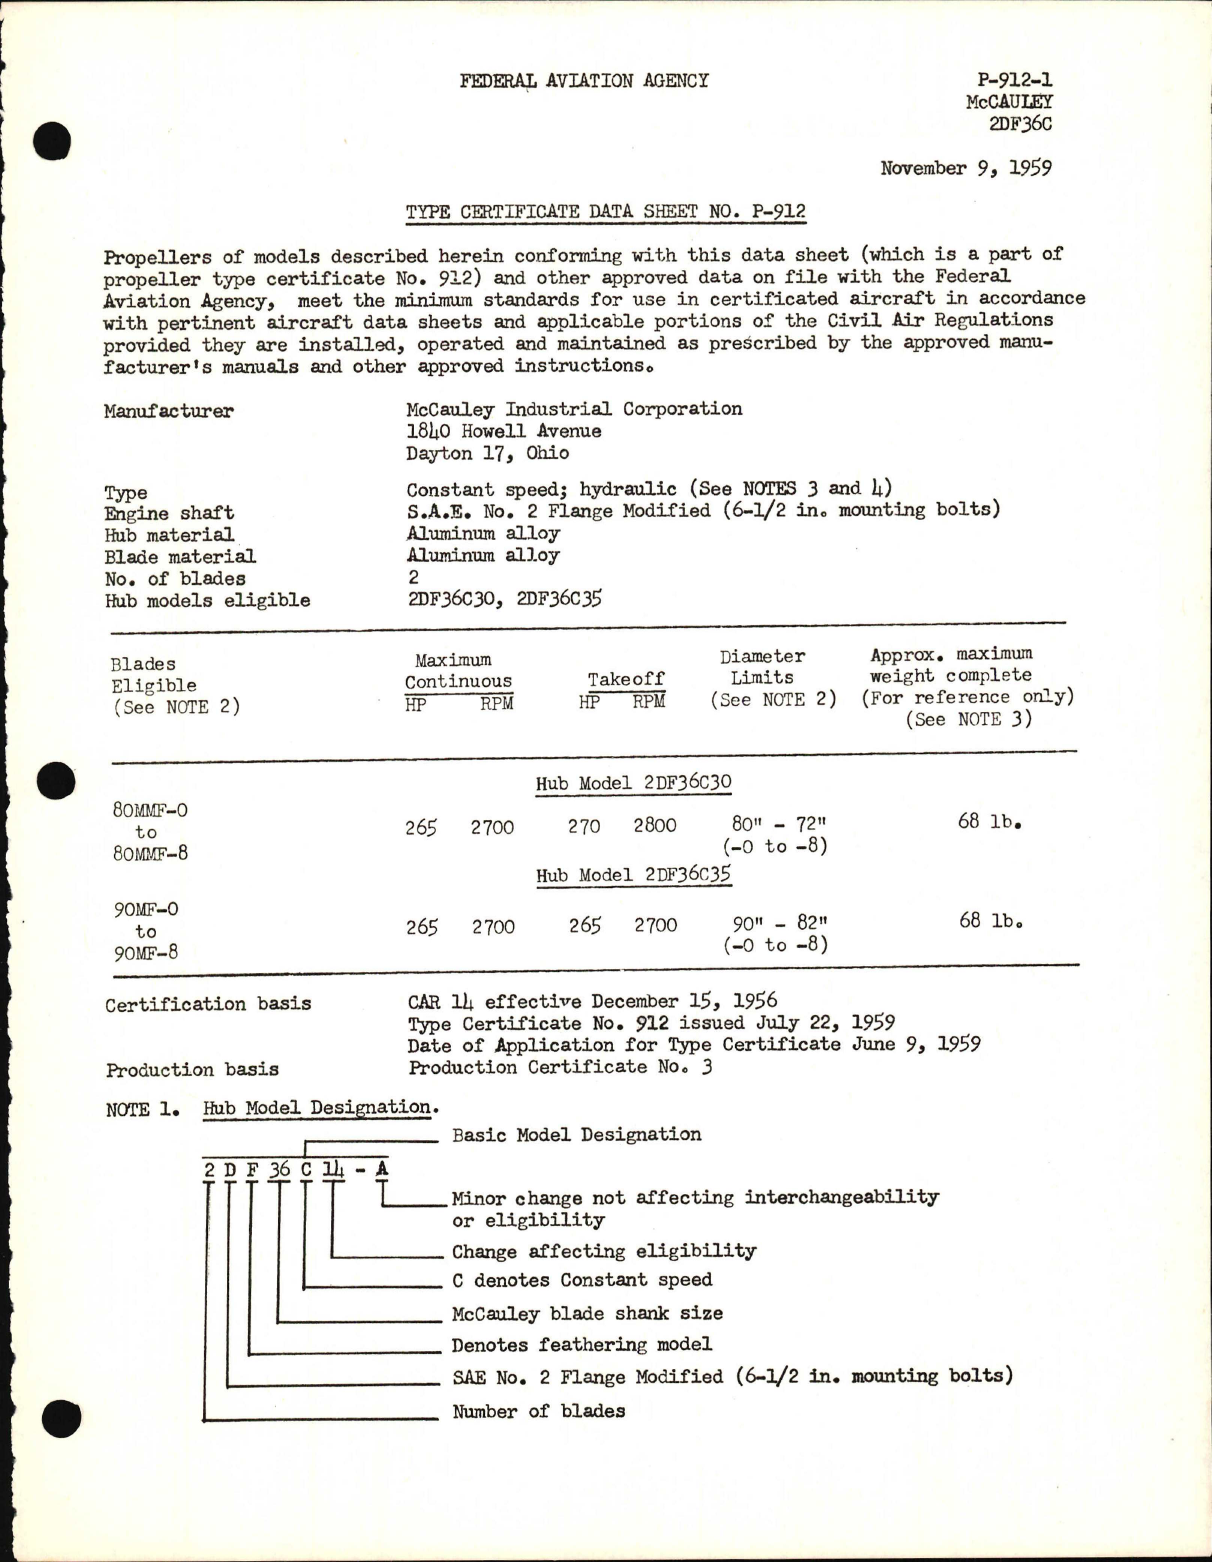 FEDERAL AVIATION AGENCY
P-912-1
McCAULEY
2DF36C
November 9, 1959
TYPE CERTIFICATE DATA SHEET NO. P-912
Propellers of models described herein conforming with this data sheet (which is a part of
propeller type certificate No. 912) and other approved data on file with the Federal
Aviation Agency, meet the minimum standards for use in certificated aircraft in accordance
with pertinent aircraft data sheets and applicable portions of the Civil Air Regulations
provided they are installed, operated and maintained as prescribed by the approved manu-
facturer's manuals and other approved instructions.
Manufacturer McCauley Industrial Corporation
1840 Howell Avenue
Dayton 17, Ohio
Type Constant speed; hydraulic (See NOTES 3 and 4)
Engine shaft S.A.E. No. 2 Flange Modified (6-1/2 in. mounting bolts)
Hub material Aluminum alloy
Blade material Aluminum alloy
No. of blades 2
Hub models eligible 2DF36C30, 2DF36C35
Blades Maximum Diameter Approx. maximum
Eligible Continuous Takeoff Limits weight complete
(See NOTE 2) HP RPM HP RPM (See NOTE 2) (For reference only)
(See NOTE 3)
Hub Model 2DF36C30
80MMF-0
to 265 2700 270 2800 80" - 72" 68 lb.
80MMF-8 (-0 to -8)
Hub Model 2DF36C35
90MF-0
to 265 2700 265 2700 90" - 82" 68 lb.
90MF-8 (-0 to -8)
Certification basis CAR 14 effective December 15, 1956
Type Certificate No. 912 issued July 22, 1959
Date of Application for Type Certificate June 9, 1959
Production basis Production Certificate No. 3
NOTE 1. Hub Model Designation.
Basic Model Designation
2 D F 36 C 14 - A
Minor change not affecting interchangeability
or eligibility
Change affecting eligibility
C denotes Constant speed
McCauley blade shank size
Denotes feathering model
SAE No. 2 Flange Modified (6-1/2 in. mounting bolts)
Number of blades